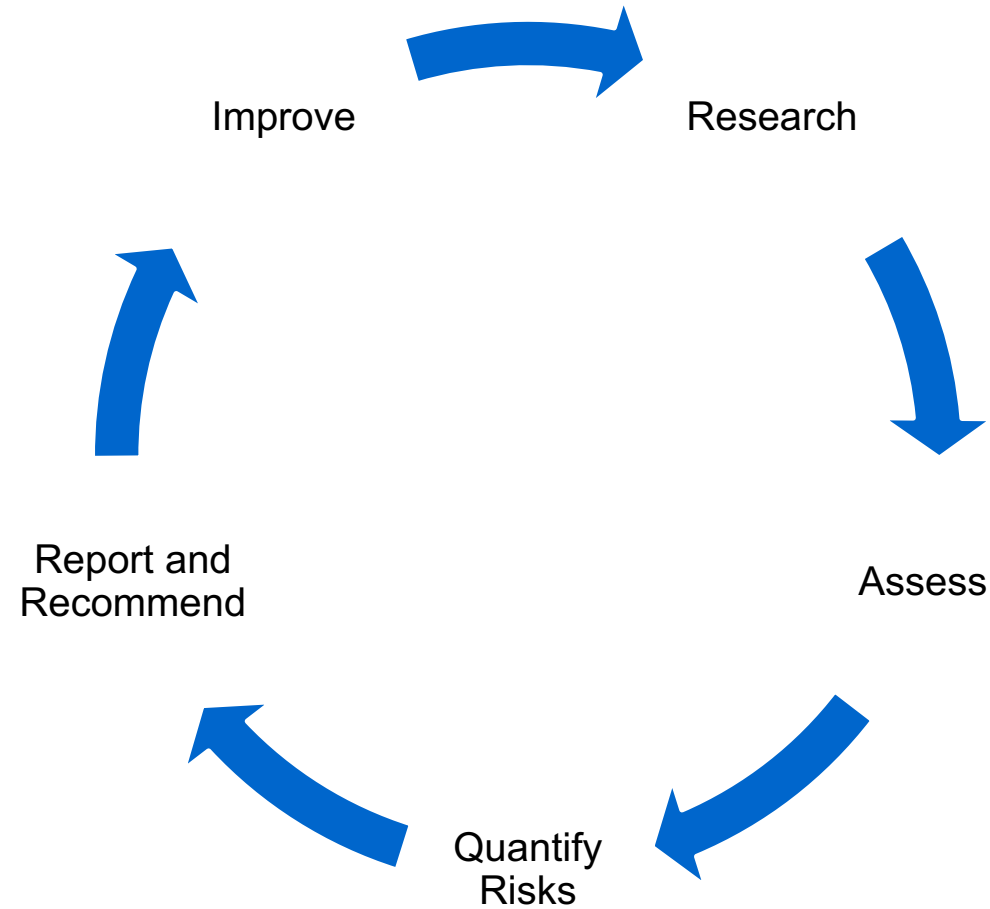 Improve
Research
Assess
Quantify
Risks
Report and
Recommend